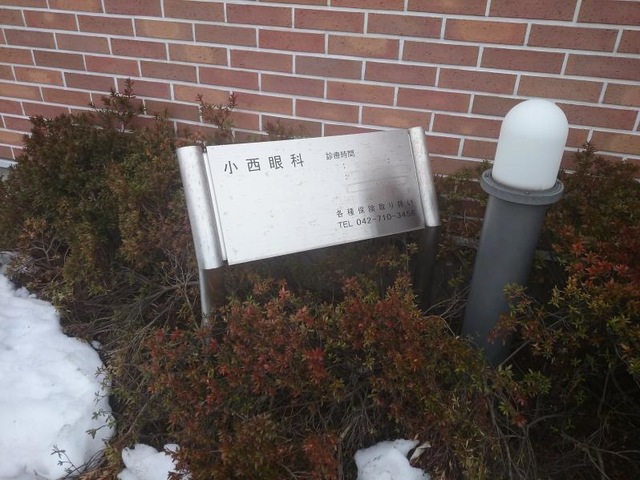 小西眼科 診療時間
各種保険取り扱い
TEL 042-710-3456